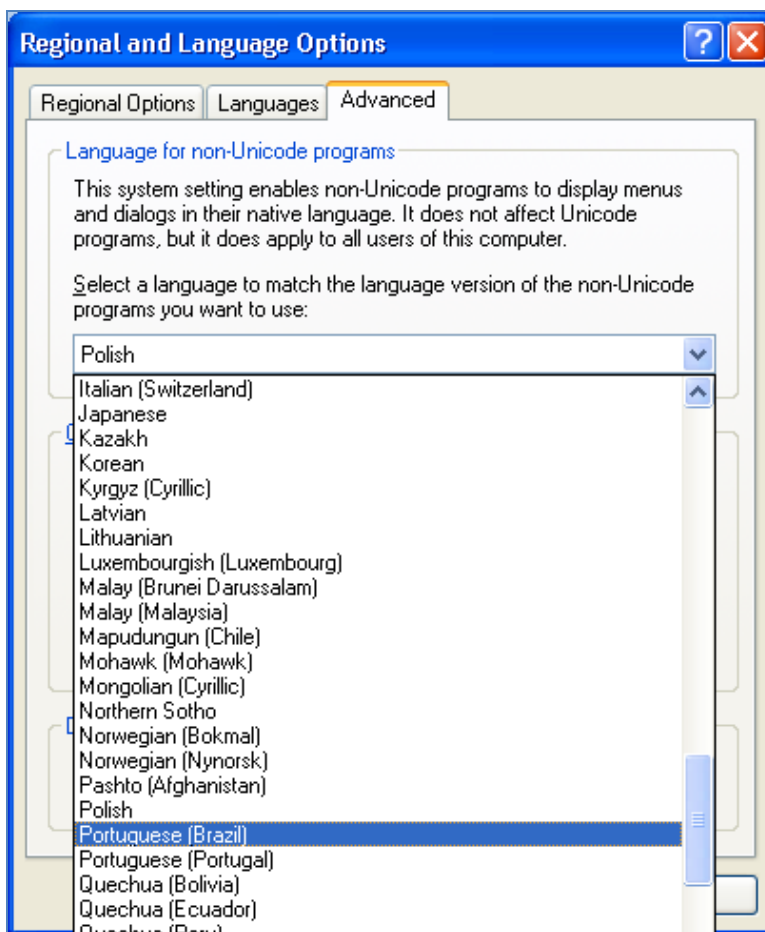 Regional and Language Options
Regional Options Languages Advanced
Language for non-Unicode programs
This system setting enables non-Unicode programs to display menus
and dialogs in their native language. It does not affect Unicode
programs, but it does apply to all users of this computer.
Select a language to match the language version of the non-Unicode
programs you want to use:
Polish
Italian (Switzerland)
Japanese
Kazakh
Korean
Kyrgyz (Cyrillic)
Latvian
Lithuanian
Luxembourgish (Luxembourg)
Malay (Brunei Darussalam)
Malay (Malaysia)
Mapudungun (Chile)
Mohawk (Mohawk)
Mongolian (Cyrillic)
Northern Sotho
Norwegian (Bokmal)
Norwegian (Nynorsk)
Pashto (Afghanistan)
Polish
Portuguese (Brazil)
Portuguese (Portugal)
Quechua (Bolivia)
Quechua (Ecuador)